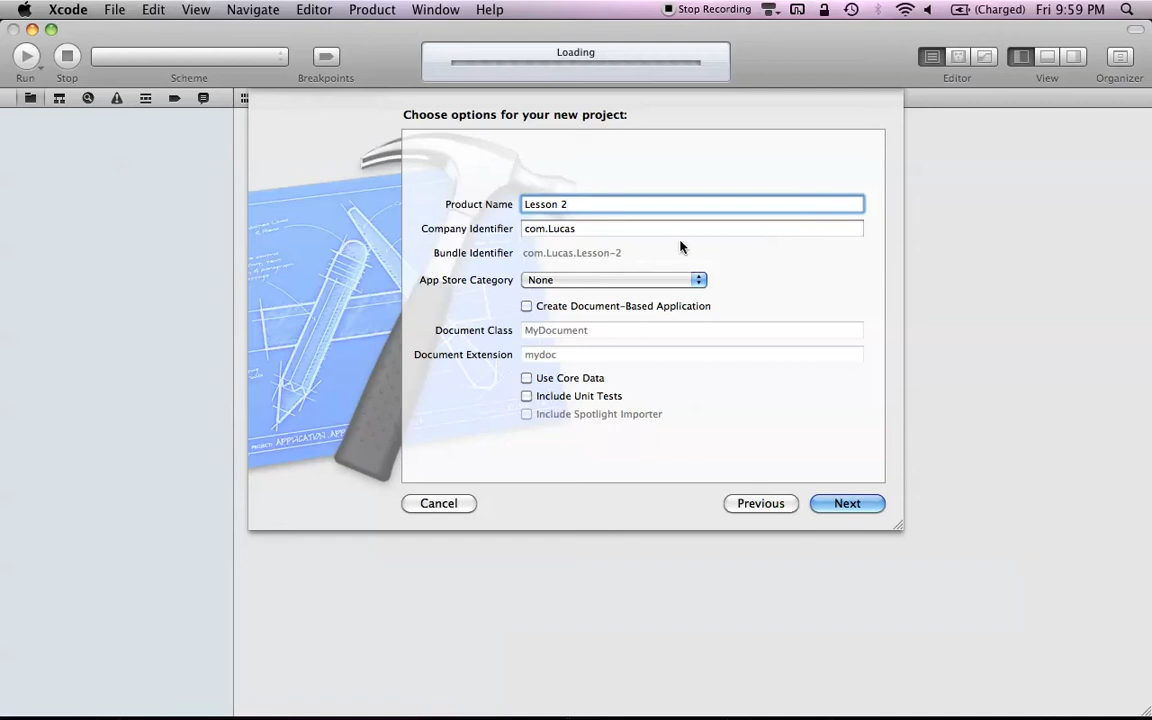 Xcode File Edit View Navigate Editor Product Window Help Stop Recording (Charged) Fri 9:59 PM
Loading
Run Stop Scheme Breakpoints Editor View Organizer
Choose options for your new project:
Product Name Lesson 2
Company Identifier com.Lucas
Bundle Identifier com.Lucas.Lesson-2
App Store Category None
Create Document-Based Application
Document Class MyDocument
Document Extension mydoc
Use Core Data
Include Unit Tests
Include Spotlight Importer
Cancel Previous Next